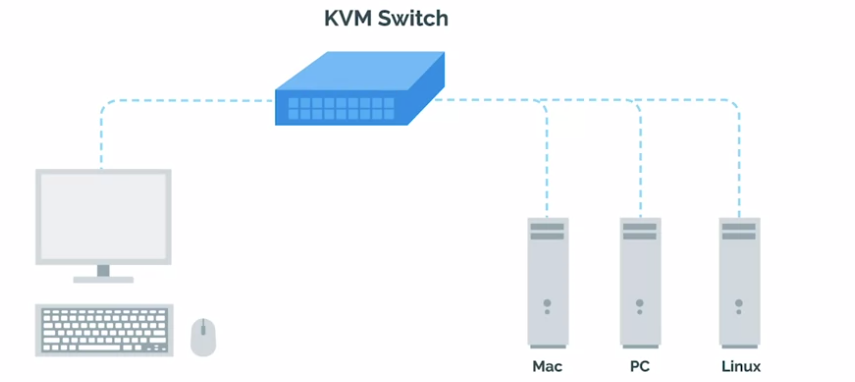 KVM Switch
Mac
PC
Linux